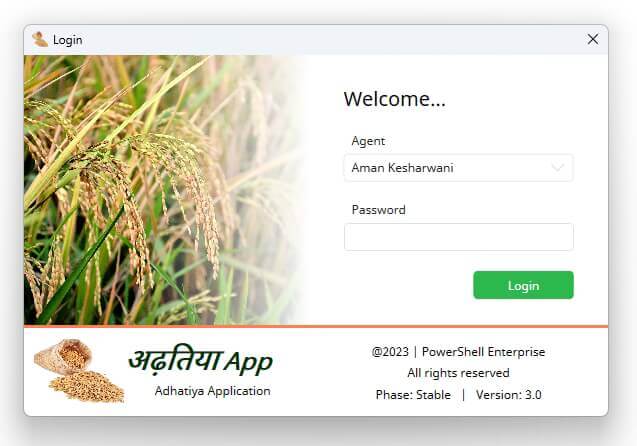 Login
Welcome...
Agent
Aman Kesharwani
Password
Login
अढ़तिया App
Adhatiya Application
@2023 | PowerShell Enterprise
All rights reserved
Phase: Stable | Version: 3.0